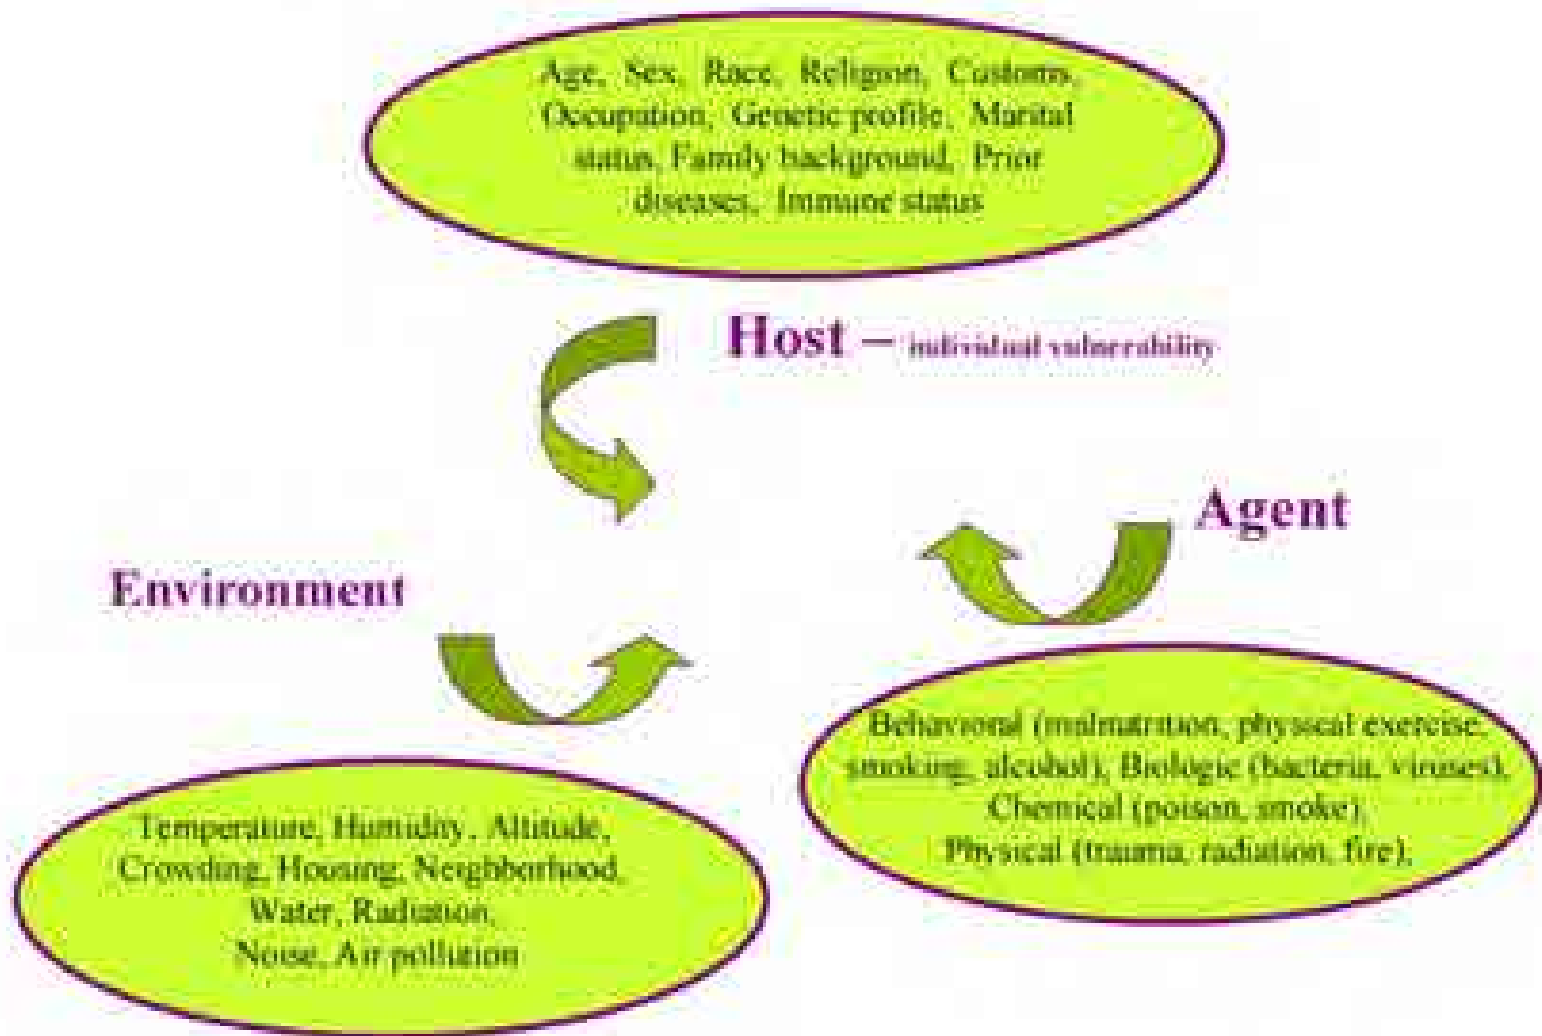 Age, Sex, Race, Religion, Customs,
Occupation, Genetic profile, Marital
status, Family background, Prior
diseases, Immune status
Host – individual vulnerability
Agent
Environment
Behavioral (malnutrition, physical exercise,
smoking, alcohol), Biologic (bacteria, viruses),
Chemical (poison, smoke),
Physical (trauma, radiation, fire),
Temperature, Humidity, Altitude,
Crowding, Housing, Neighborhood,
Water, Radiation,
Noise, Air pollution